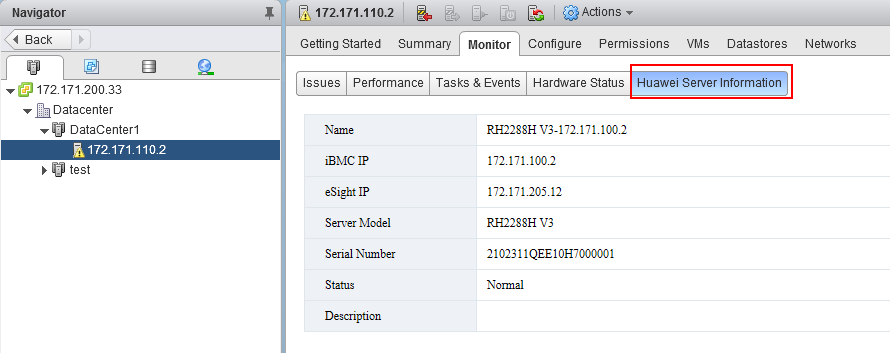 Navigator
Back
172.171.200.33
Datacenter
DataCenter1
172.171.110.2
test
172.171.110.2 Actions
Getting Started Summary Monitor Configure Permissions VMs Datastores Networks
Issues Performance Tasks & Events Hardware Status Huawei Server Information
Name RH2288H V3-172.171.100.2
iBMC IP 172.171.100.2
eSight IP 172.171.205.12
Server Model RH2288H V3
Serial Number 2102311QEE10H7000001
Status Normal
Description